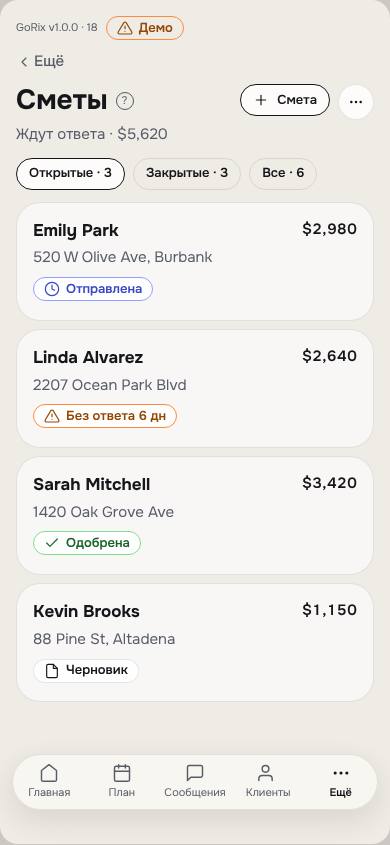 GoRix v1.0.0 · 18 Демо
Ещё
Сметы ?
Смета
Ждут ответа · $5,620
Открытые · 3 Закрытые · 3 Все · 6
Emily Park $2,980
520 W Olive Ave, Burbank
Отправлена
Linda Alvarez $2,640
2207 Ocean Park Blvd
Без ответа 6 дн
Sarah Mitchell $3,420
1420 Oak Grove Ave
Одобрена
Kevin Brooks $1,150
88 Pine St, Altadena
Черновик
Главная План Сообщения Клиенты Ещё